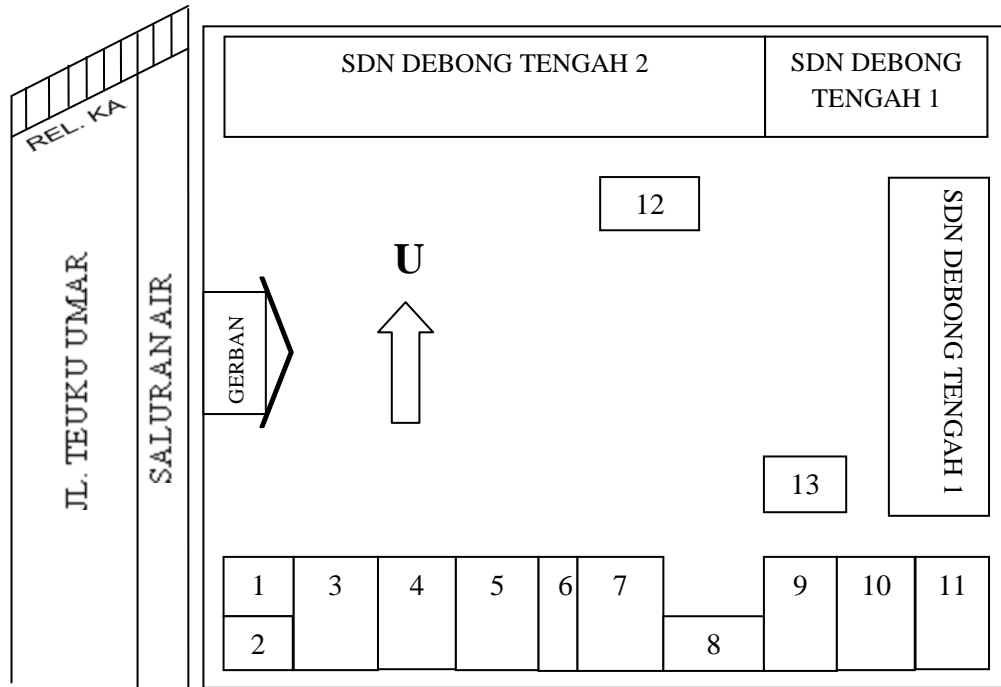 SDN DEBONG TENGAH 2
SDN DEBONG
TENGAH 1
REL. KA
12
U
SDN DEBONG TENGAH 1
JL. TEUKU UMAR
SALURAN AIR
GERBAN
13
1
3
4
5
6
7
9
10
11
2
8